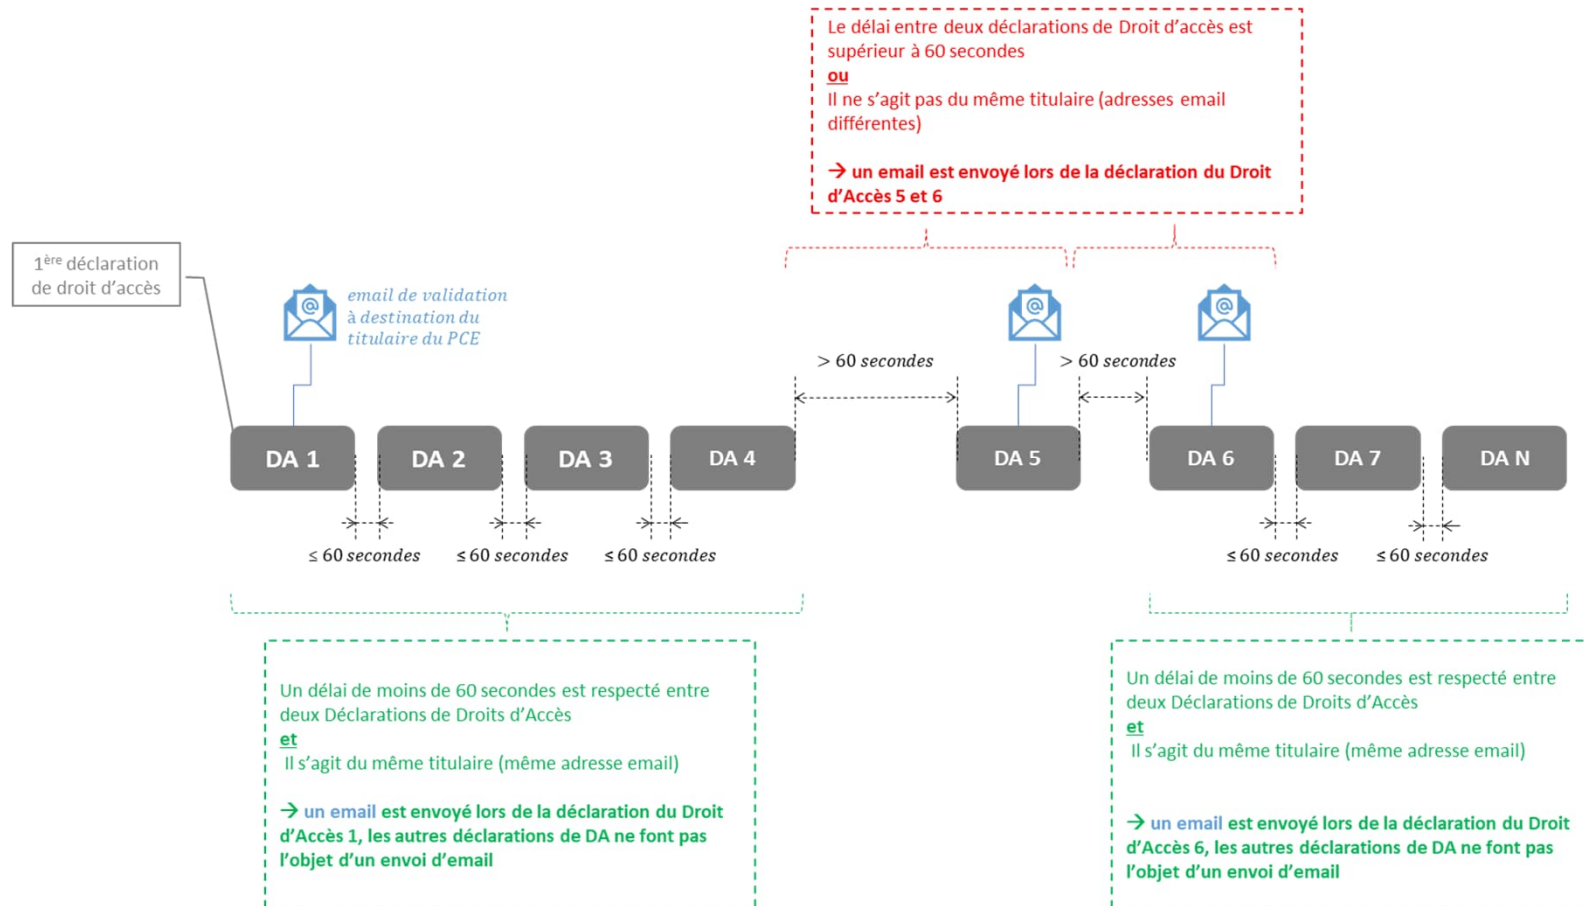 Le délai entre deux déclarations de Droit d'accès est
supérieur à 60 secondes
ou
Il ne s'agit pas du même titulaire (adresses email
différentes)
→ un email est envoyé lors de la déclaration du Droit
d'Accès 5 et 6
1ère déclaration
de droit d'accès
email de validation
à destination du
titulaire du PCE
> 60 secondes
> 60 secondes
DA 1
DA 2
DA 3
DA 4
DA 5
DA 6
DA 7
DA N
≤ 60 secondes
≤ 60 secondes
≤ 60 secondes
≤ 60 secondes
≤ 60 secondes
Un délai de moins de 60 secondes est respecté entre
deux Déclarations de Droits d'Accès
et
Il s'agit du même titulaire (même adresse email)
→ un email est envoyé lors de la déclaration du Droit
d'Accès 1, les autres déclarations de DA ne font pas
l'objet d'un envoi d'email
Un délai de moins de 60 secondes est respecté entre
deux Déclarations de Droits d'Accès
et
Il s'agit du même titulaire (même adresse email)
→ un email est envoyé lors de la déclaration du Droit
d'Accès 6, les autres déclarations de DA ne font pas
l'objet d'un envoi d'email